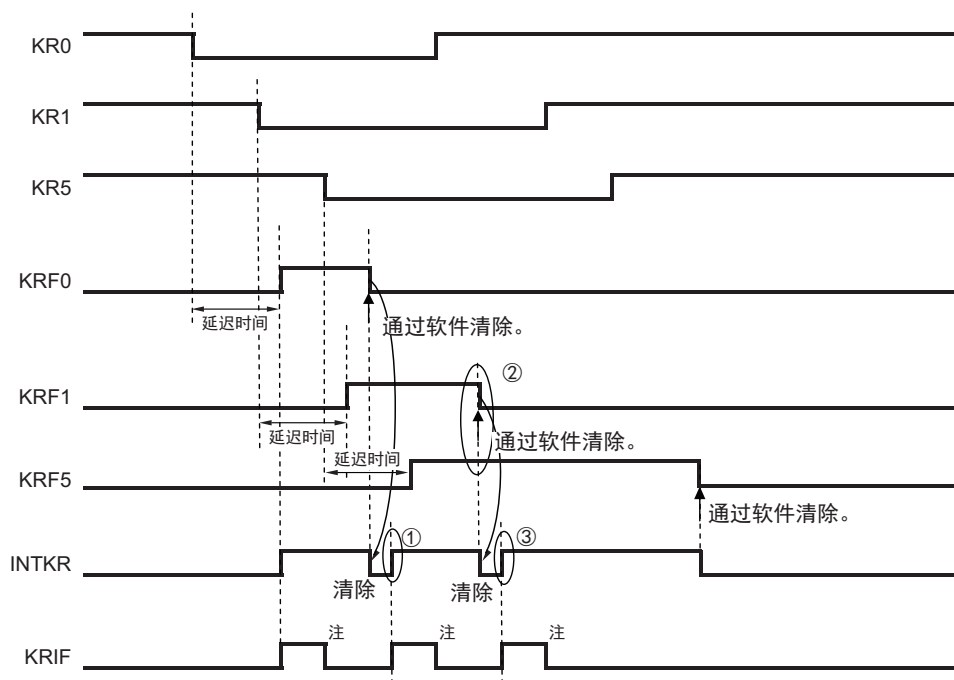 KR0
KR1
KR5
KRF0
延迟时间
通过软件清除。
②
KRF1
延迟时间
通过软件清除。
延迟时间
KRF5
通过软件清除。
①
③
INTKR
清除
清除
注
注
注
KRIF